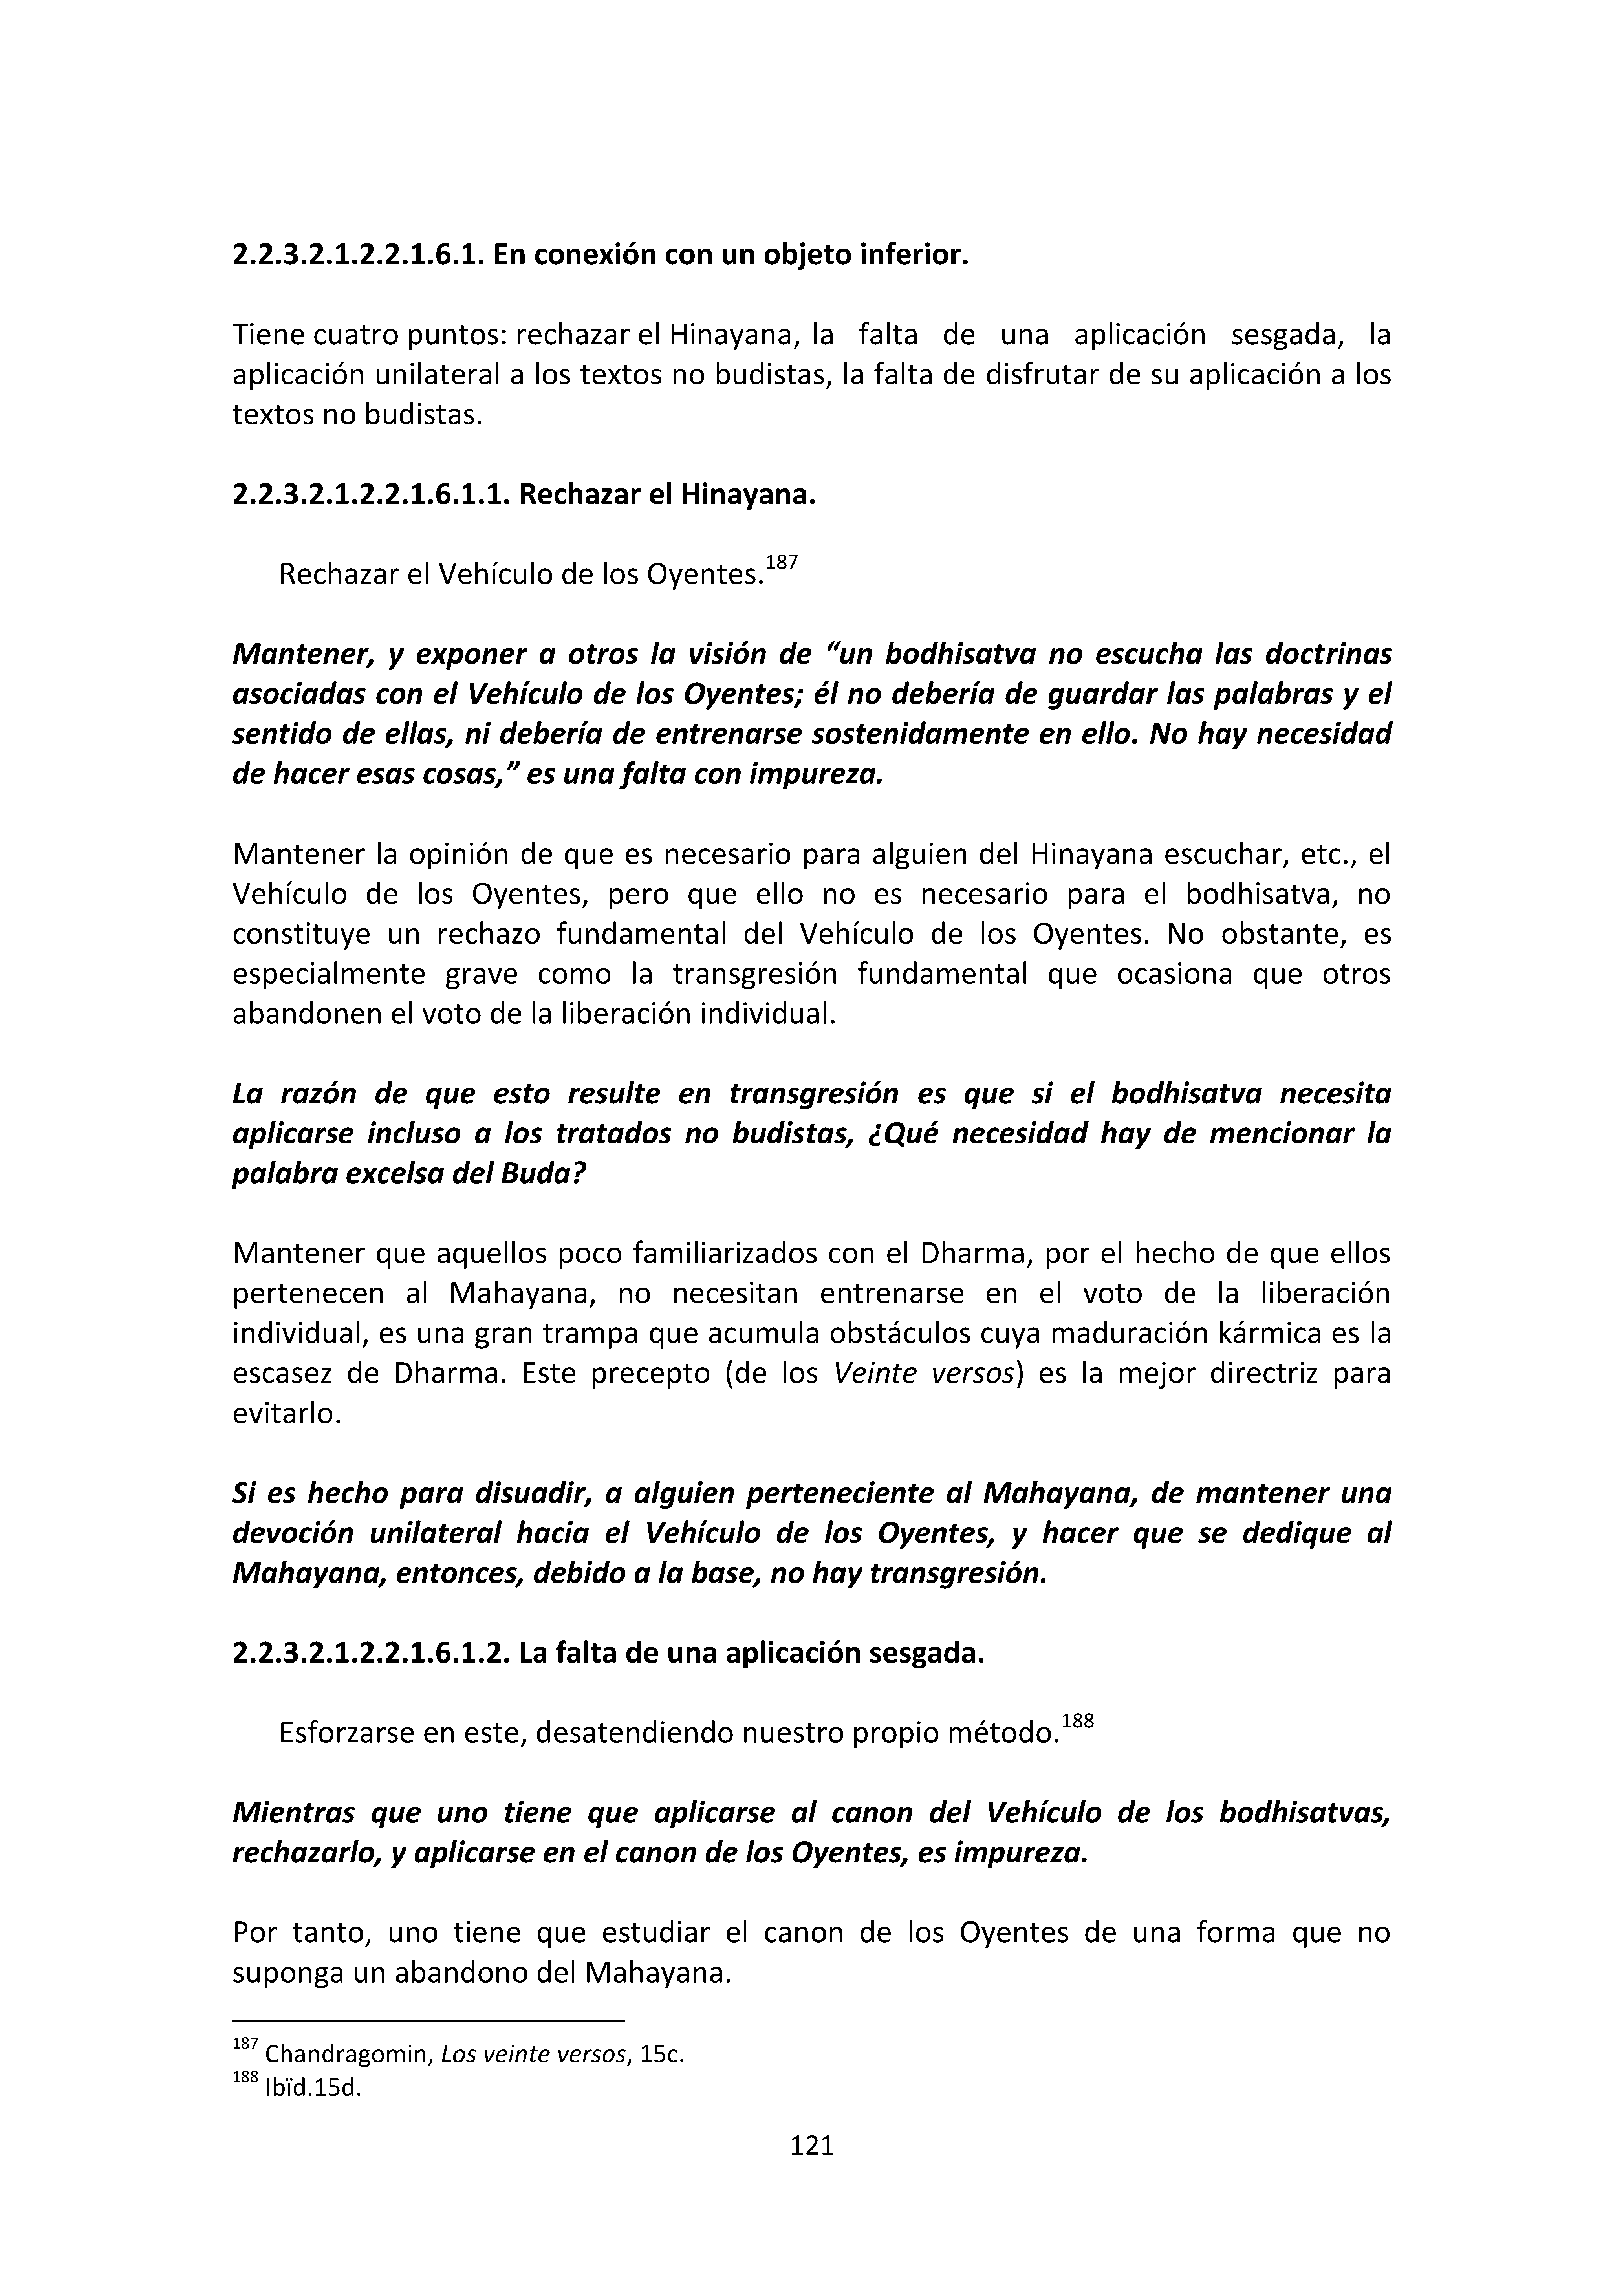 2.2.3.2.1.2.2.1.6.1. En conexión con un objeto inferior.
Tiene cuatro puntos: rechazar el Hinayana, la falta de una aplicación sesgada, la
aplicación unilateral a los textos no budistas, la falta de disfrutar de su aplicación a los
textos no budistas.
2.2.3.2.1.2.2.1.6.1.1. Rechazar el Hinayana.
Rechazar el Vehículo de los Oyentes.187
Mantener, y exponer a otros la visión de “un bodhisatva no escucha las doctrinas
asociadas con el Vehículo de los Oyentes; él no debería de guardar las palabras y el
sentido de ellas, ni debería de entrenarse sostenidamente en ello. No hay necesidad
de hacer esas cosas,” es una falta con impureza.
Mantener la opinión de que es necesario para alguien del Hinayana escuchar, etc., el
Vehículo de los Oyentes, pero que ello no es necesario para el bodhisatva, no
constituye un rechazo fundamental del Vehículo de los Oyentes. No obstante, es
especialmente grave como la transgresión fundamental que ocasiona que otros
abandonen el voto de la liberación individual.
La razón de que esto resulte en transgresión es que si el bodhisatva necesita
aplicarse incluso a los tratados no budistas, ¿Qué necesidad hay de mencionar la
palabra excelsa del Buda?
Mantener que aquellos poco familiarizados con el Dharma, por el hecho de que ellos
pertenecen al Mahayana, no necesitan entrenarse en el voto de la liberación
individual, es una gran trampa que acumula obstáculos cuya maduración kármica es la
escasez de Dharma. Este precepto (de los Veinte versos) es la mejor directriz para
evitarlo.
Si es hecho para disuadir, a alguien perteneciente al Mahayana, de mantener una
devoción unilateral hacia el Vehículo de los Oyentes, y hacer que se dedique al
Mahayana, entonces, debido a la base, no hay transgresión.
2.2.3.2.1.2.2.1.6.1.2. La falta de una aplicación sesgada.
Esforzarse en este, desatendiendo nuestro propio método.188
Mientras que uno tiene que aplicarse al canon del Vehículo de los bodhisatvas,
rechazarlo, y aplicarse en el canon de los Oyentes, es impureza.
Por tanto, uno tiene que estudiar el canon de los Oyentes de una forma que no
suponga un abandono del Mahayana.
187 Chandragomin, Los veinte versos, 15c.
188 Ibïd.15d.
121